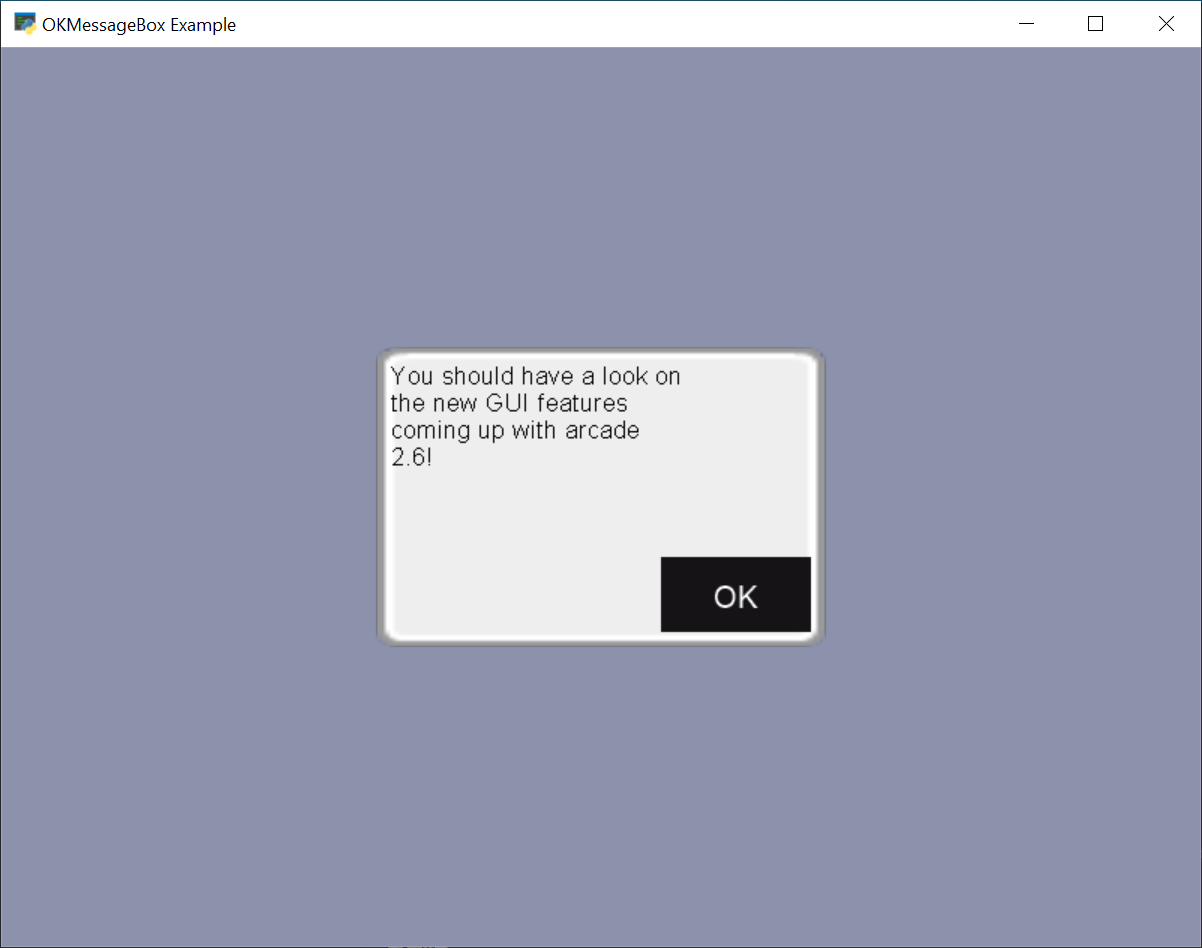 OKMessageBox Example
You should have a look on
the new GUI features
coming up with arcade
2.6!
OK